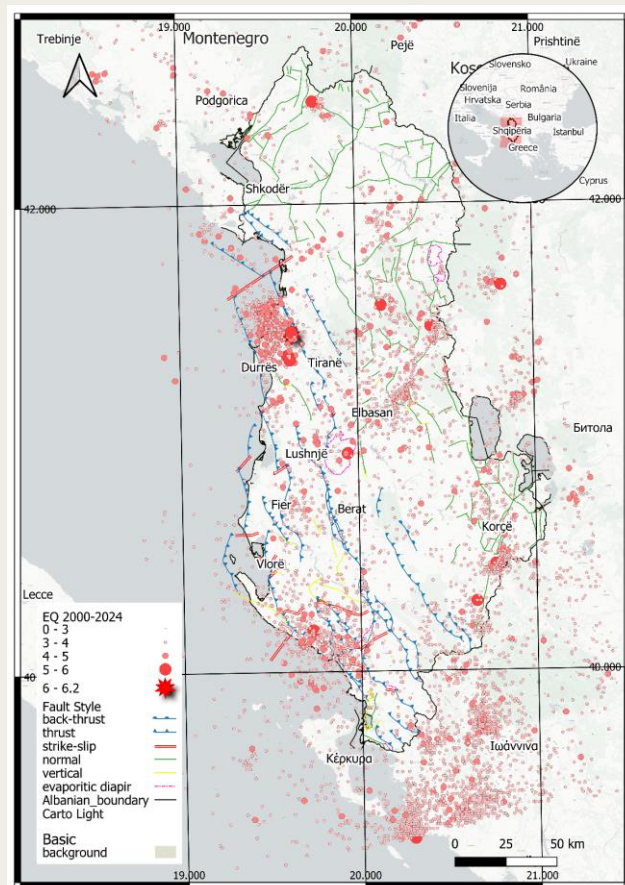 19.000
20.000
Trebinje
Montenegro
Pejë
Prishtinë
Koso
Slovensko
Ukraine
Slovenija
România
Hrvatska
Serbia
Italia
Bulgaria
Shqipëria
Istanbul
Greece
Cyprus
Podgorica
Shkodër
42.000
42.000
Durrës
Tiranë
Elbasan
Lushnjë
Битола
Fier
Berat
Korçë
Vlorë
Lecce
EQ 2000-2024
0 - 3
3 - 4
4 - 5
5 - 6
6 - 6.2
Fault Style
back-thrust
thrust
strike-slip
normal
vertical
evaporitic diapir
Albanian_boundary
Carto Light
Basic
background
40
40.000
Ιωάννινα
Κέρκυρα
0 25 50 km
19.000
20.000
21.000
21.000